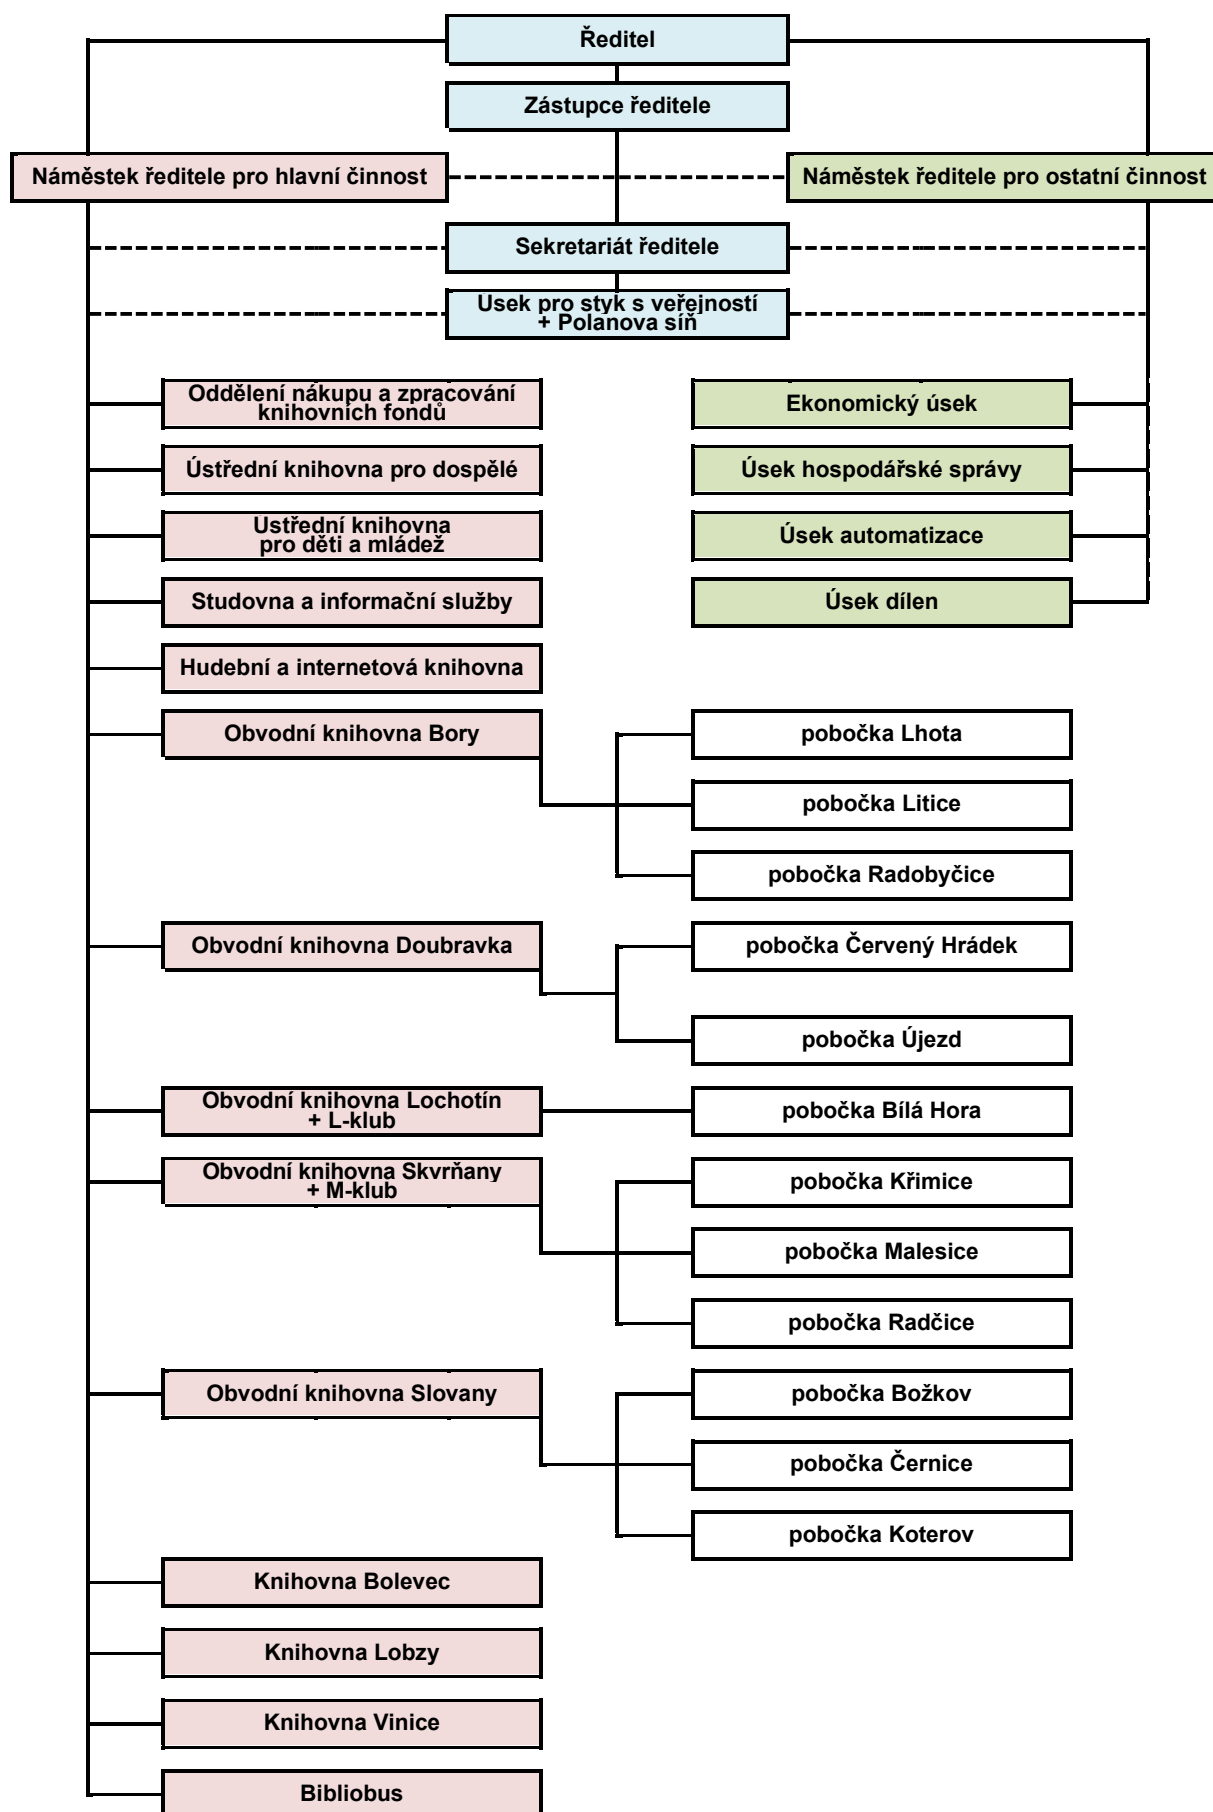 Ředitel
Zástupce ředitele
Náměstek ředitele pro hlavní činnost
Náměstek ředitele pro ostatní činnost
Sekretariát ředitele
Úsek pro styk s veřejností
+ Polanova síň
Oddělení nákupu a zpracování
knihovních fondů
Ekonomický úsek
Ústřední knihovna pro dospělé
Úsek hospodářské správy
Ústřední knihovna
pro děti a mládež
Úsek automatizace
Studovna a informační služby
Úsek dílen
Hudební a internetová knihovna
Obvodní knihovna Bory
pobočka Lhota
pobočka Litice
pobočka Radobyčice
Obvodní knihovna Doubravka
pobočka Červený Hrádek
pobočka Újezd
Obvodní knihovna Lochotín
+ L-klub
pobočka Bílá Hora
Obvodní knihovna Skvrňany
+ M-klub
pobočka Křimice
pobočka Malesice
pobočka Radčice
Obvodní knihovna Slovany
pobočka Božkov
pobočka Černice
pobočka Koterov
Knihovna Bolevec
Knihovna Lobzy
Knihovna Vinice
Bibliobus